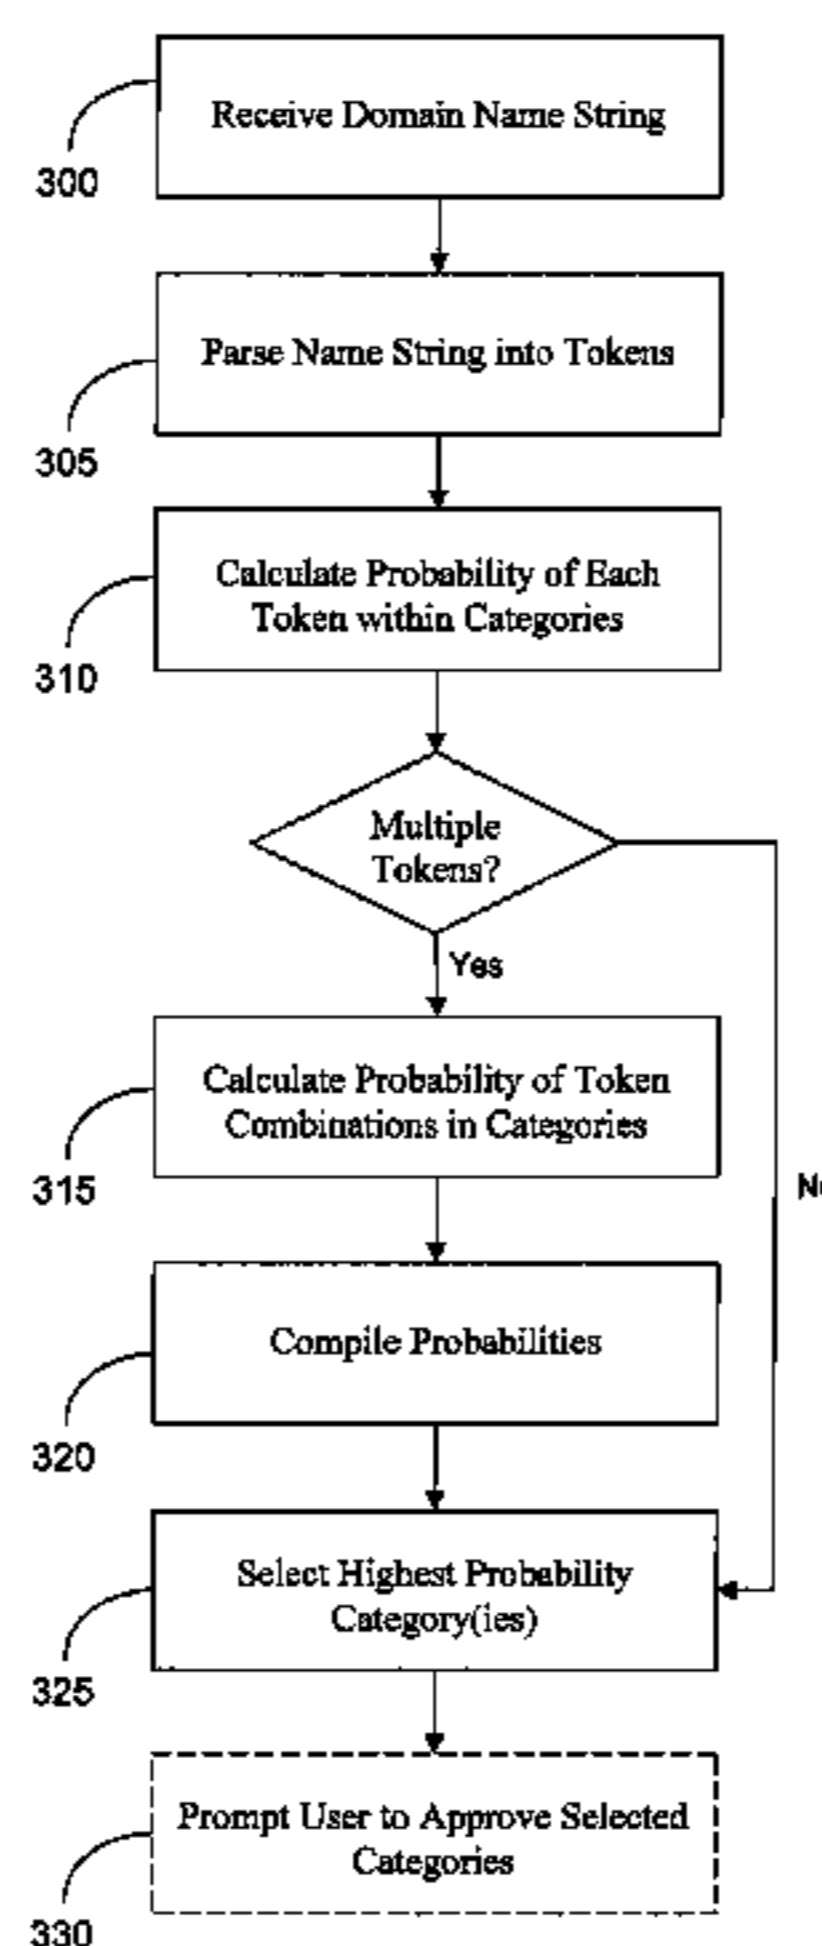 Receive Domain Name String
300
Parse Name String into Tokens
305
Calculate Probability of Each
Token within Categories
310
Multiple
Tokens?
Yes
Calculate Probability of Token
Combinations in Categories
315
Compile Probabilities
320
Select Highest Probability
Category(ies)
325
Prompt User to Approve Selected
Categories
330